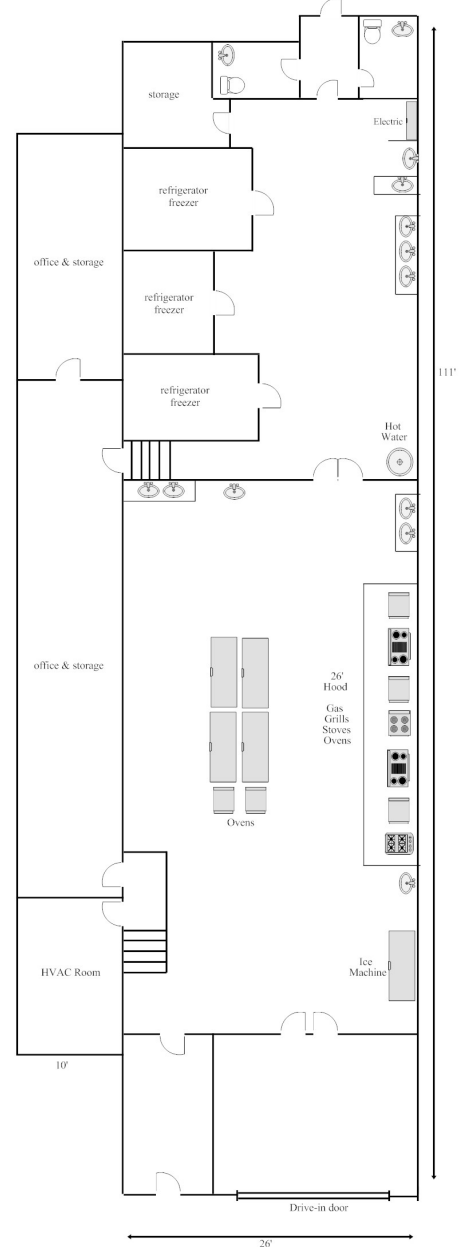 storage
Electric
refrigerator
freezer
office & storage
refrigerator
freezer
111'
refrigerator
freezer
Hot
Water
office & storage
26'
Hood
Gas
Grills
Stoves
Ovens
Ovens
HVAC Room
Ice
Machine
10'
Drive-in door
26'